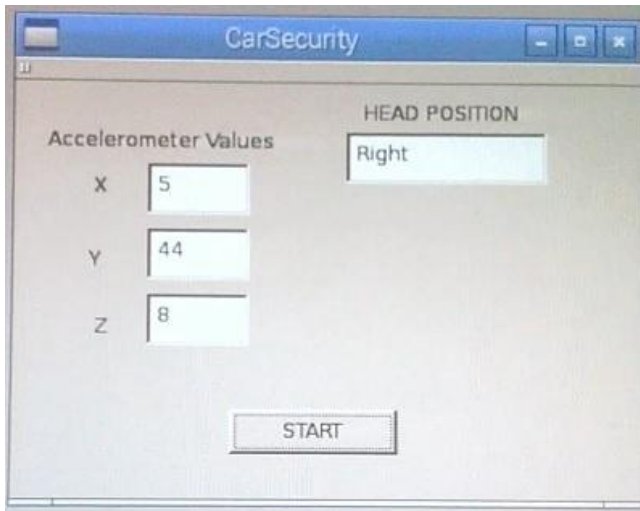 CarSecurity
HEAD POSITION
Accelerometer Values
Right
X
5
Y
44
Z
8
START